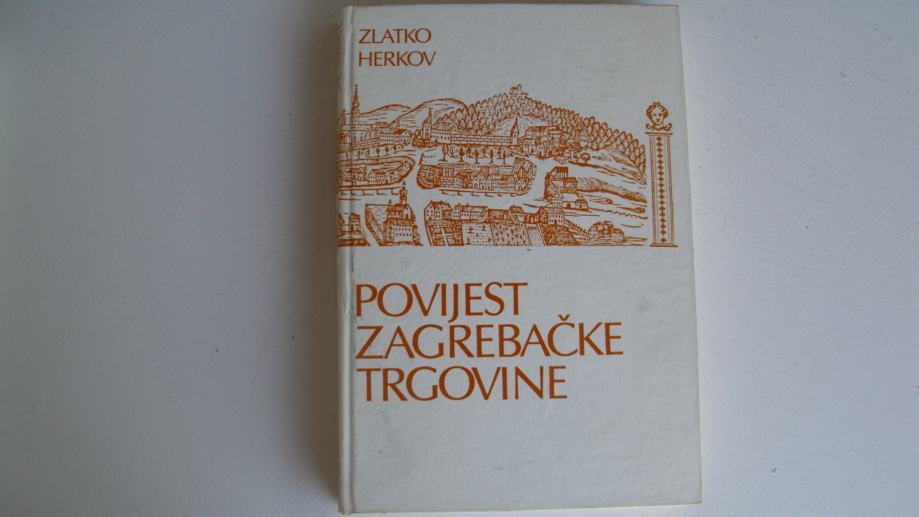 ZLATKO
HERKOV
POVIJEST
ZAGREBAČKE
TRGOVINE